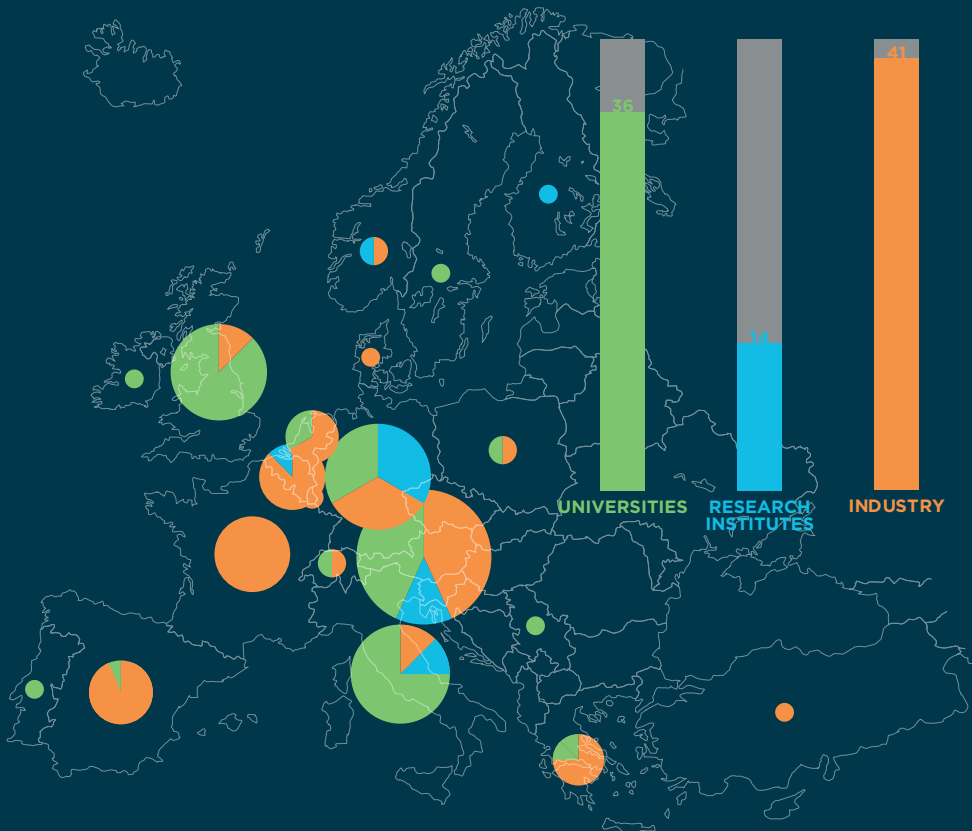 36
14
41
UNIVERSITIES
RESEARCH
INSTITUTES
INDUSTRY